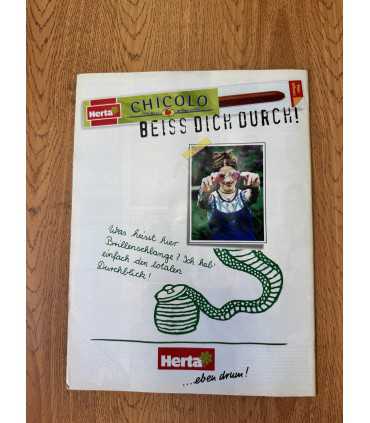 Herta
CHICOLO
BEISS DICH DURCH!
Was heisst hier
Brillenschlange? Ich hab'
einfach den totalen
Durchblick!
Herta
...eben drum!